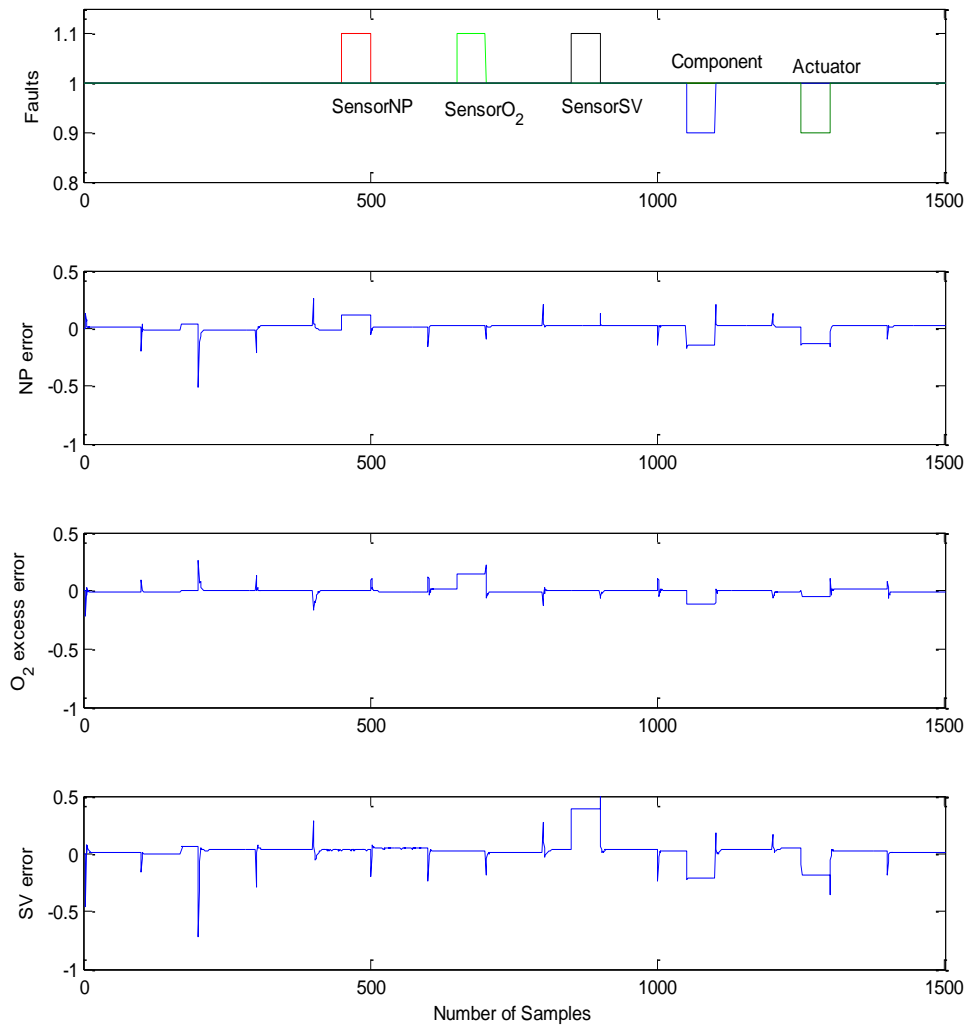 1.1
1
0.9
0.8
Faults
SensorNP
SensorO2
SensorSV
Component
Actuator
0 500 1000 1500
0.5
0
-0.5
-1
NP error
0 500 1000 1500
0.5
0
-0.5
-1
O2 excess error
0 500 1000 1500
0.5
0
-0.5
-1
SV error
0 500 1000 1500
Number of Samples